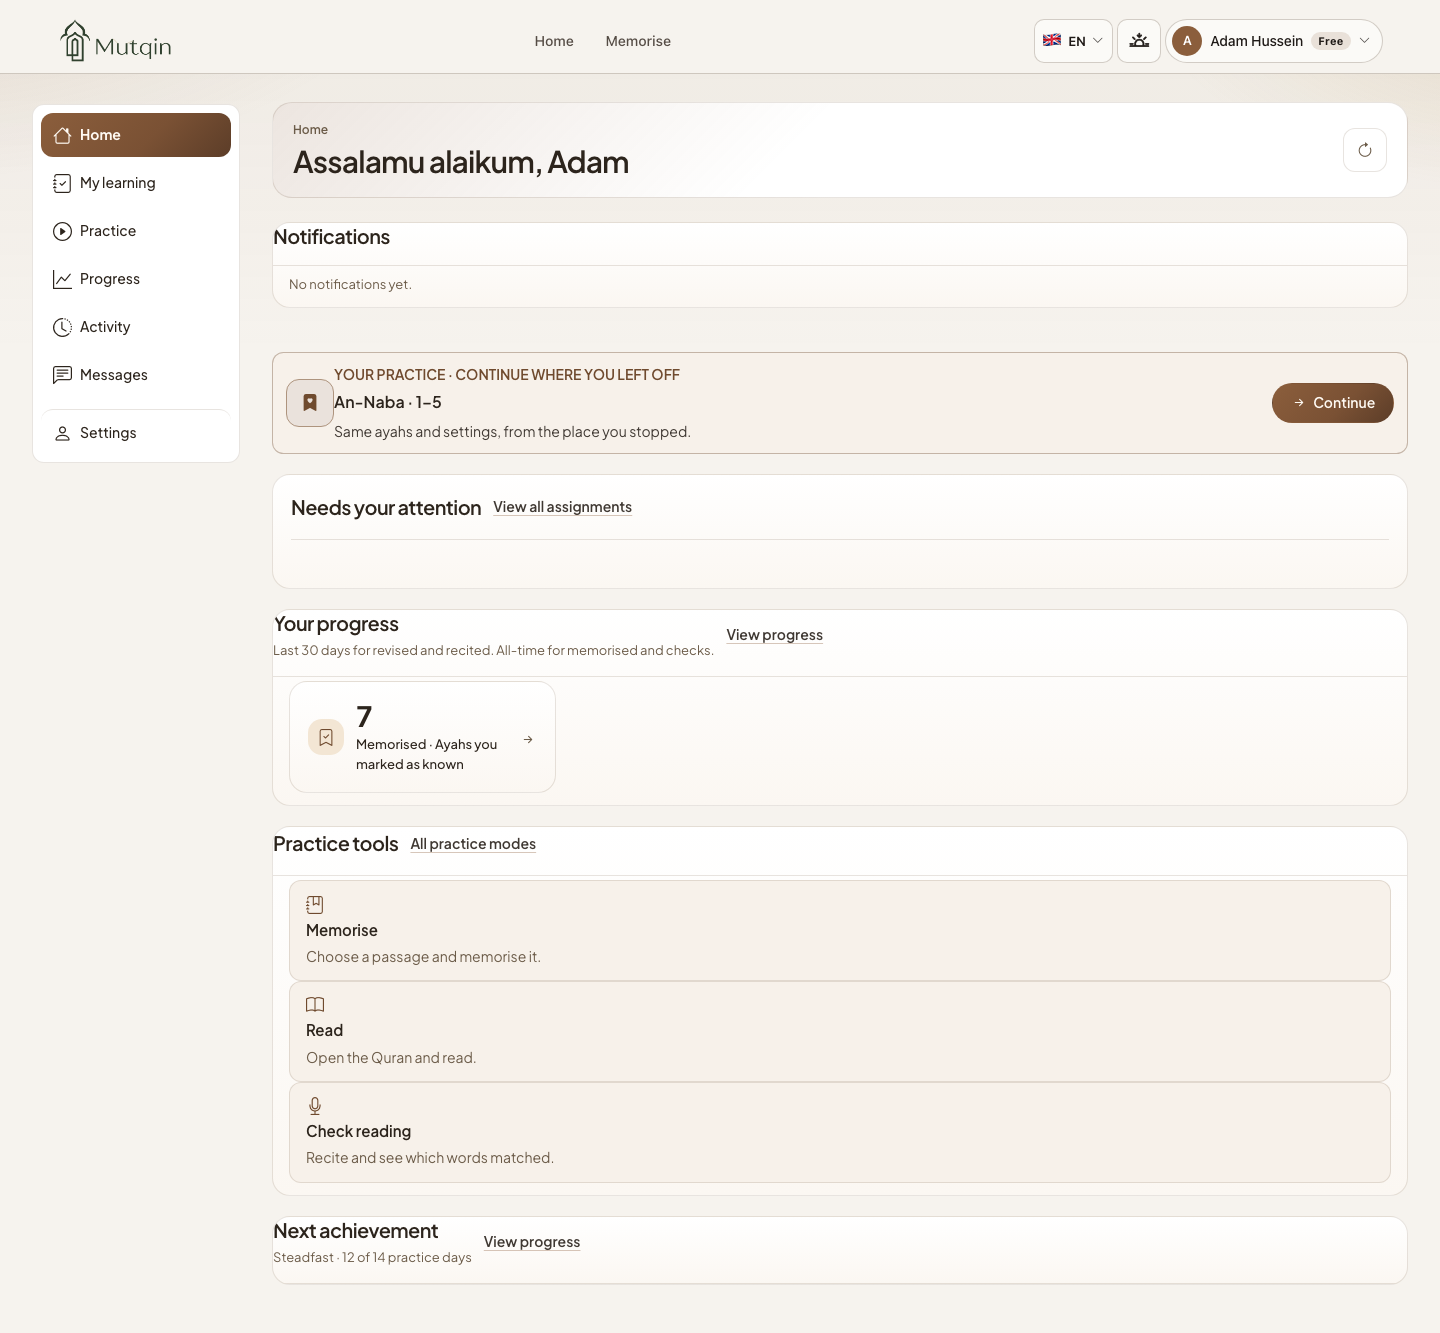 Mutqin
Home
Memorise
EN
A
Adam Hussein
Free
Home
My learning
Practice
Progress
Activity
Messages
Settings
Home
Assalamu alaikum, Adam
Notifications
No notifications yet.
YOUR PRACTICE · CONTINUE WHERE YOU LEFT OFF
An-Naba · 1–5
Same ayahs and settings, from the place you stopped.
Continue
Needs your attention
View all assignments
Your progress
Last 30 days for revised and recited. All-time for memorised and checks.
View progress
7
Memorised · Ayahs you
marked as known
Practice tools
All practice modes
Memorise
Choose a passage and memorise it.
Read
Open the Quran and read.
Check reading
Recite and see which words matched.
Next achievement
Steadfast · 12 of 14 practice days
View progress